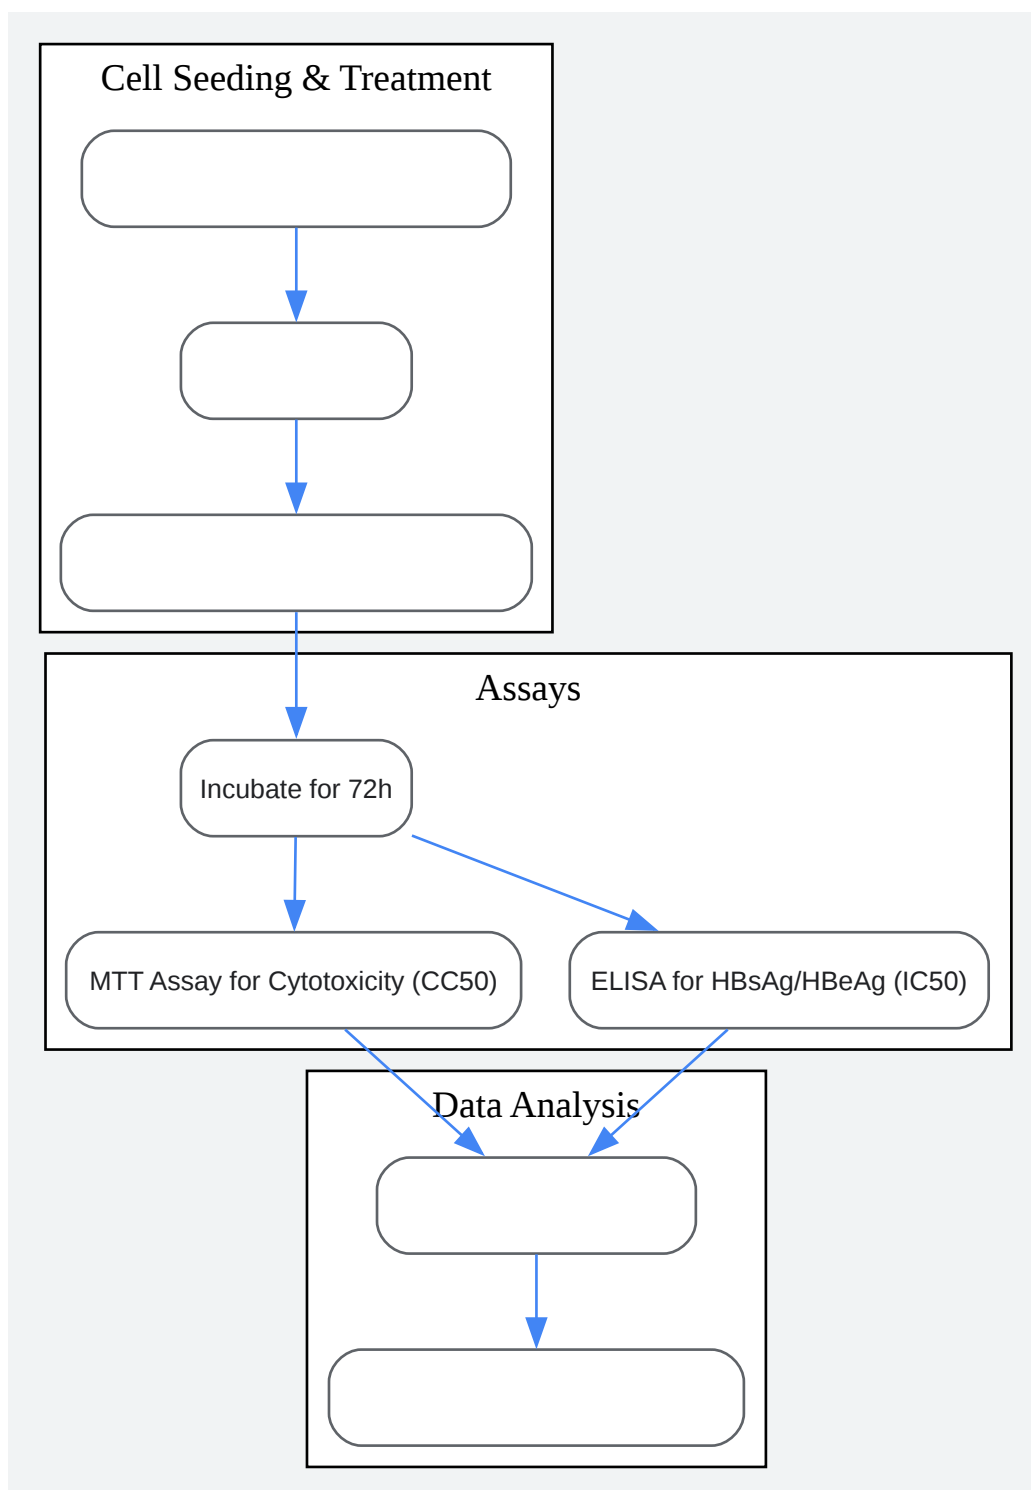 Cell Seeding & Treatment
Assays
Incubate for 72h
MTT Assay for Cytotoxicity (CC50)
ELISA for HBsAg/HBeAg (IC50)
Data Analysis